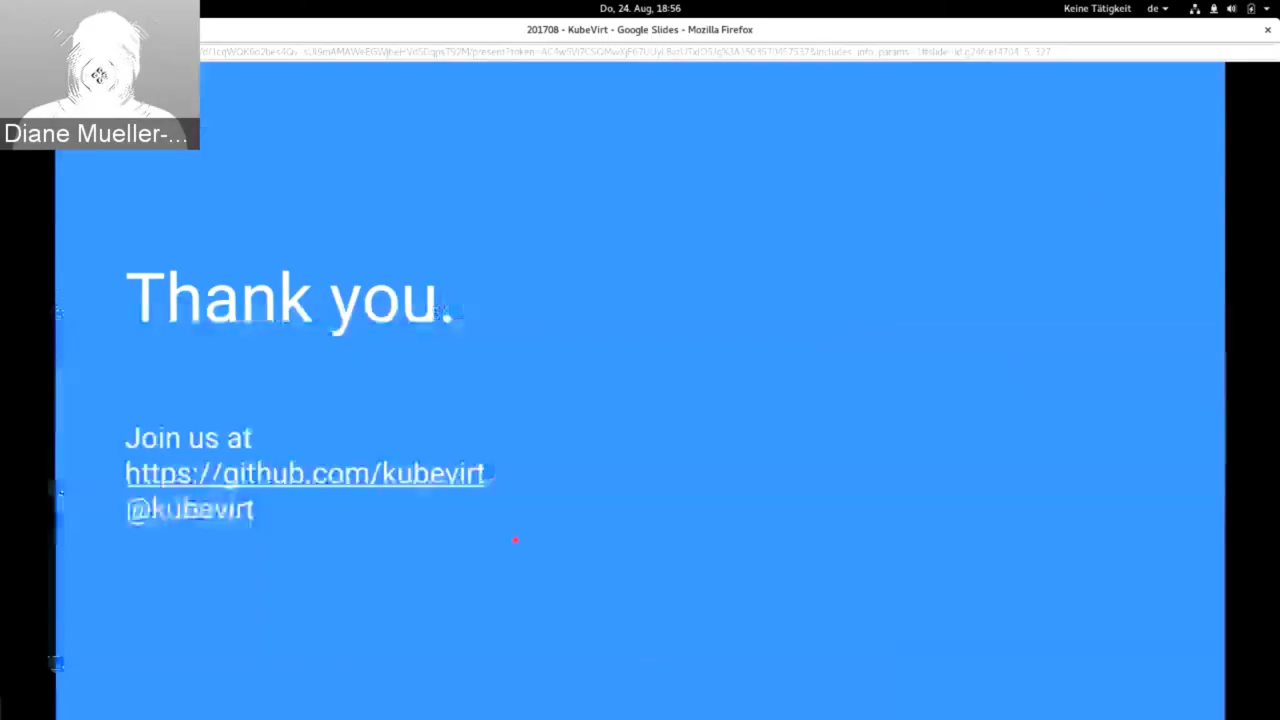 Do, 24. Aug, 18:56
Keine Tätigkeit
de
201708 - KubeVirt - Google Slides - Mozilla Firefox
Diane Mueller-...
Thank you.
Join us at
https://github.com/kubevirt
@kubevirt